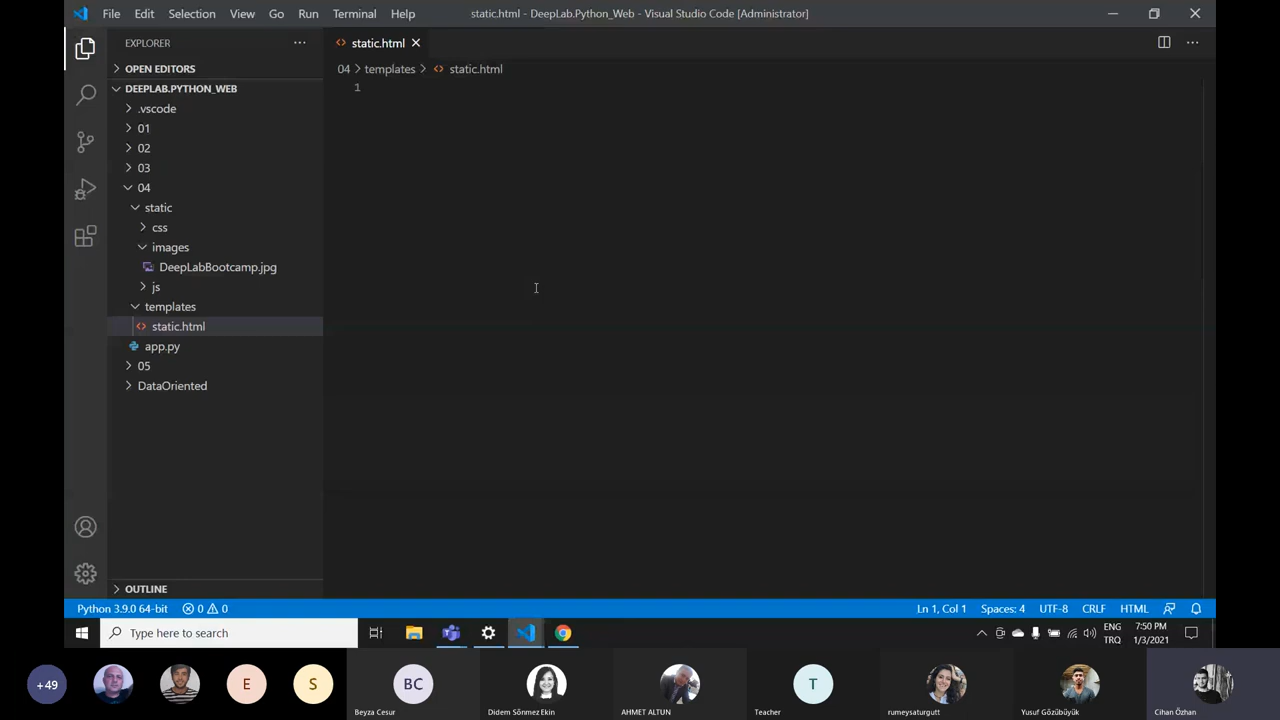 File Edit Selection View Go Run Terminal Help static.html - DeepLab.Python_Web - Visual Studio Code [Administrator]
EXPLORER
static.html
OPEN EDITORS
04 templates static.html
DEEPLAB.PYTHON_WEB
1
.vscode
01
02
03
04
static
css
images
DeepLabBootcamp.jpg
js
templates
static.html
app.py
05
DataOriented
OUTLINE
Python 3.9.0 64-bit 0 0 Ln 1, Col 1 Spaces: 4 UTF-8 CRLF HTML
Type here to search
ENG 7:50 PM
TRQ 1/3/2021
+49 E S BC T
Beyza Cesur Didem Sönmez Ekin AHMET ALTUN Teacher rumeysaturgutt Yusuf Gözübüyük Cihan Özhan